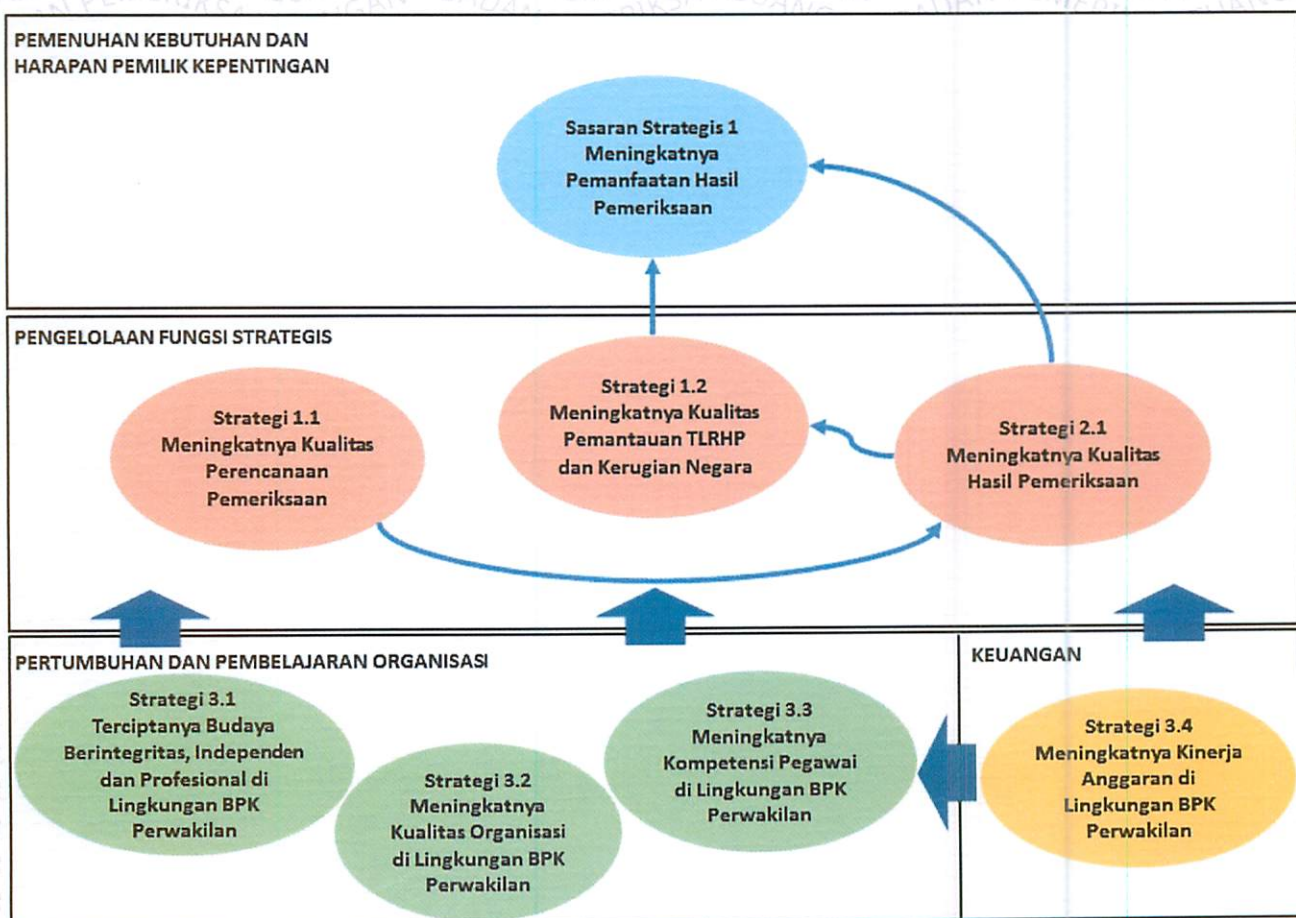 PEMENUHAN KEBUTUHAN DAN
HARAPAN PEMILIK KEPENTINGAN
Sasaran Strategis 1
Meningkatnya
Pemanfaatan Hasil
Pemeriksaan
PENGELOLAAN FUNGSI STRATEGIS
Strategi 1.1
Meningkatnya Kualitas
Perencanaan
Pemeriksaan
Strategi 1.2
Meningkatnya Kualitas
Pemantauan TLRHP
dan Kerugian Negara
Strategi 2.1
Meningkatnya Kualitas
Hasil Pemeriksaan
PERTUMBUHAN DAN PEMBELAJARAN ORGANISASI
Strategi 3.1
Terciptanya Budaya
Berintegritas, Independen
dan Profesional di
Lingkungan BPK
Perwakilan
Strategi 3.2
Meningkatnya
Kualitas Organisasi
di Lingkungan BPK
Perwakilan
Strategi 3.3
Meningkatnya
Kompetensi Pegawai
di Lingkungan BPK
Perwakilan
KEUANGAN
Strategi 3.4
Meningkatnya Kinerja
Anggaran di
Lingkungan BPK
Perwakilan